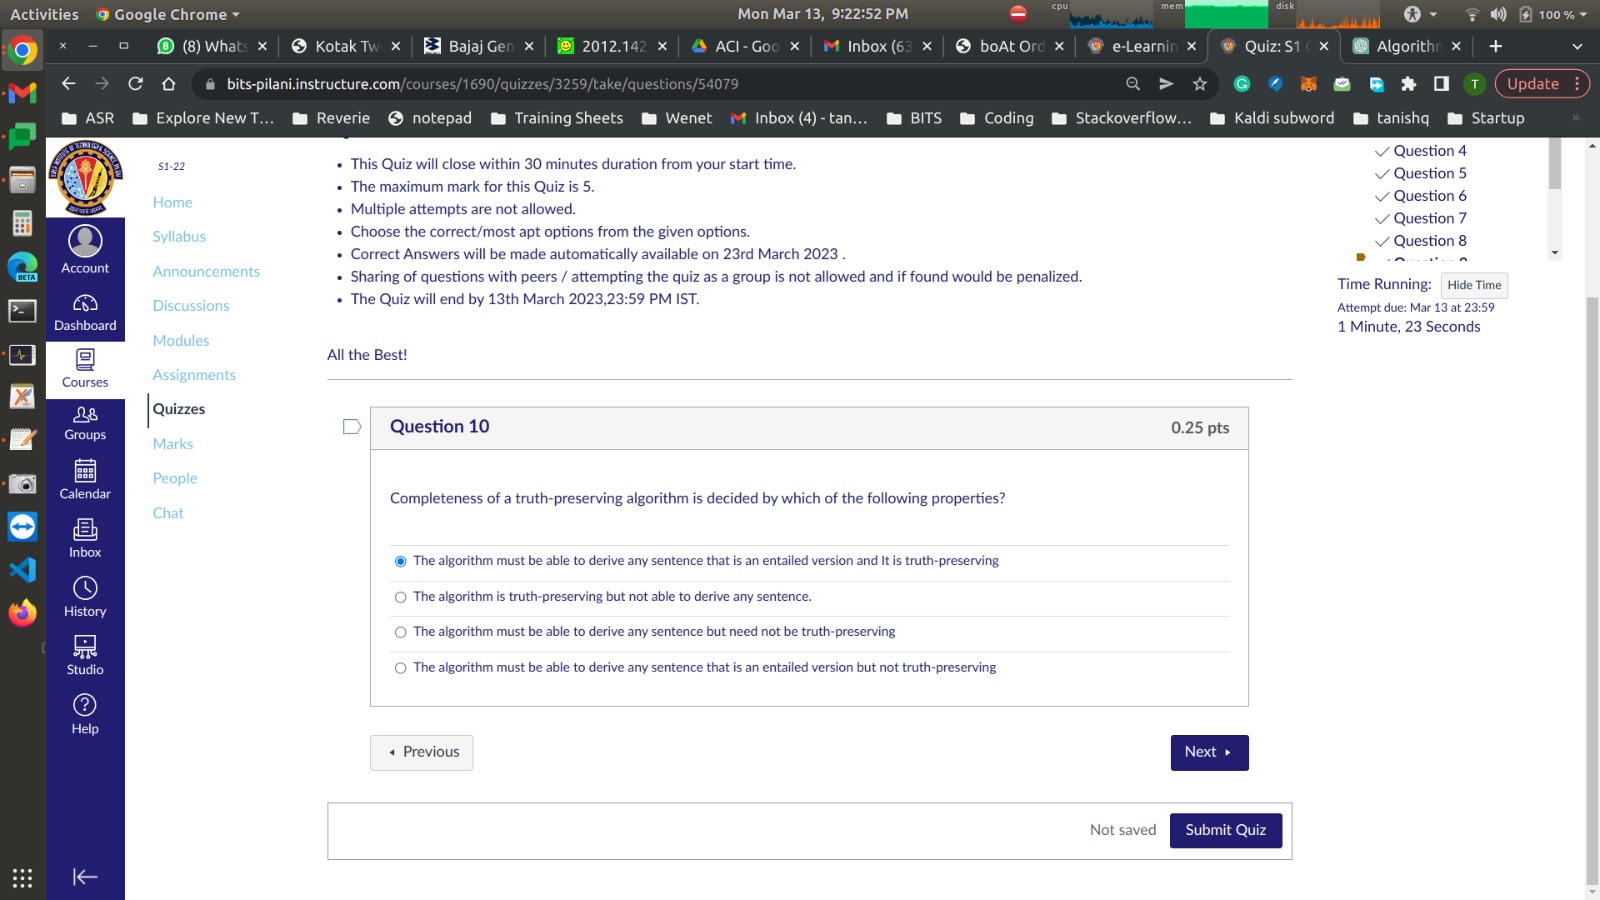 Activities
Google Chrome
Mon Mar 13, 9:22:52 PM
cpu
mem
disk
100 %
(8) Whats
Kotak Tw
Bajaj Gen
2012.142
ACI - Goo
Inbox (63
boAt Ord
e-Learnin
Quiz: S1
Algorithm
bits-pilani.instructure.com/courses/1690/quizzes/3259/take/questions/54079
T
Update
ASR
Explore New T...
Reverie
notepad
Training Sheets
Wenet
Inbox (4) - tan...
BITS
Coding
Stackoverflow...
Kaldi subword
tanishq
Startup
»
BETA
Account
Dashboard
Courses
Groups
Calendar
Inbox
History
Studio
Help
S1-22
Home
Syllabus
Announcements
Discussions
Modules
Assignments
Quizzes
Marks
People
Chat
• This Quiz will close within 30 minutes duration from your start time.
• The maximum mark for this Quiz is 5.
• Multiple attempts are not allowed.
• Choose the correct/most apt options from the given options.
• Correct Answers will be made automatically available on 23rd March 2023 .
• Sharing of questions with peers / attempting the quiz as a group is not allowed and if found would be penalized.
• The Quiz will end by 13th March 2023,23:59 PM IST.
All the Best!
Question 10
0.25 pts
Completeness of a truth-preserving algorithm is decided by which of the following properties?
The algorithm must be able to derive any sentence that is an entailed version and It is truth-preserving
The algorithm is truth-preserving but not able to derive any sentence.
The algorithm must be able to derive any sentence but need not be truth-preserving
The algorithm must be able to derive any sentence that is an entailed version but not truth-preserving
Previous
Next
Not saved
Submit Quiz
Question 4
Question 5
Question 6
Question 7
Question 8
Time Running:
Hide Time
Attempt due: Mar 13 at 23:59
1 Minute, 23 Seconds